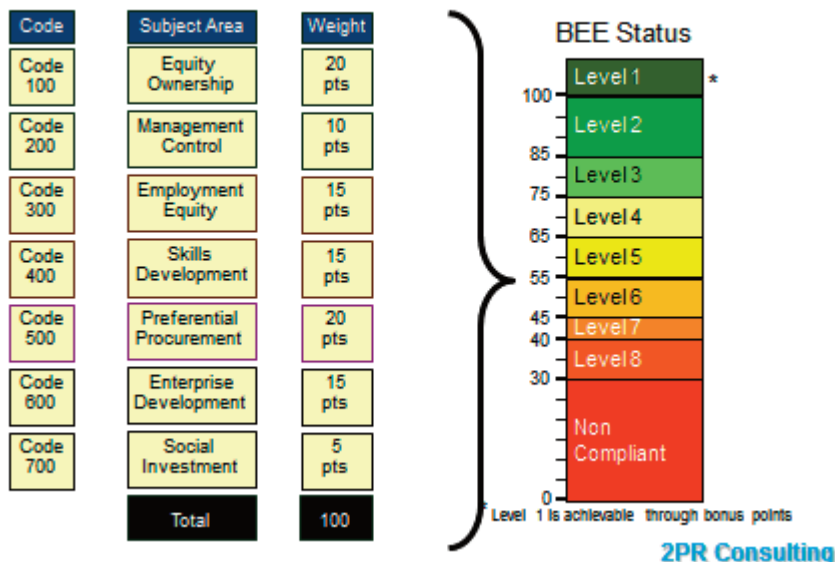 Code Subject Area Weight
Code 100
Equity Ownership
20 pts
Code 200
Management Control
10 pts
Code 300
Employment Equity
15 pts
Code 400
Skills Development
15 pts
Code 500
Preferential Procurement
20 pts
Code 600
Enterprise Development
15 pts
Code 700
Social Investment
5 pts
Total 100
BEE Status
Level 1 *
100
Level 2
85
Level 3
75
Level 4
65
Level 5
55
Level 6
45
Level 7
40
Level 8
30
Non Compliant
0
* Level 1 is achievable through bonus points
2PR Consulting